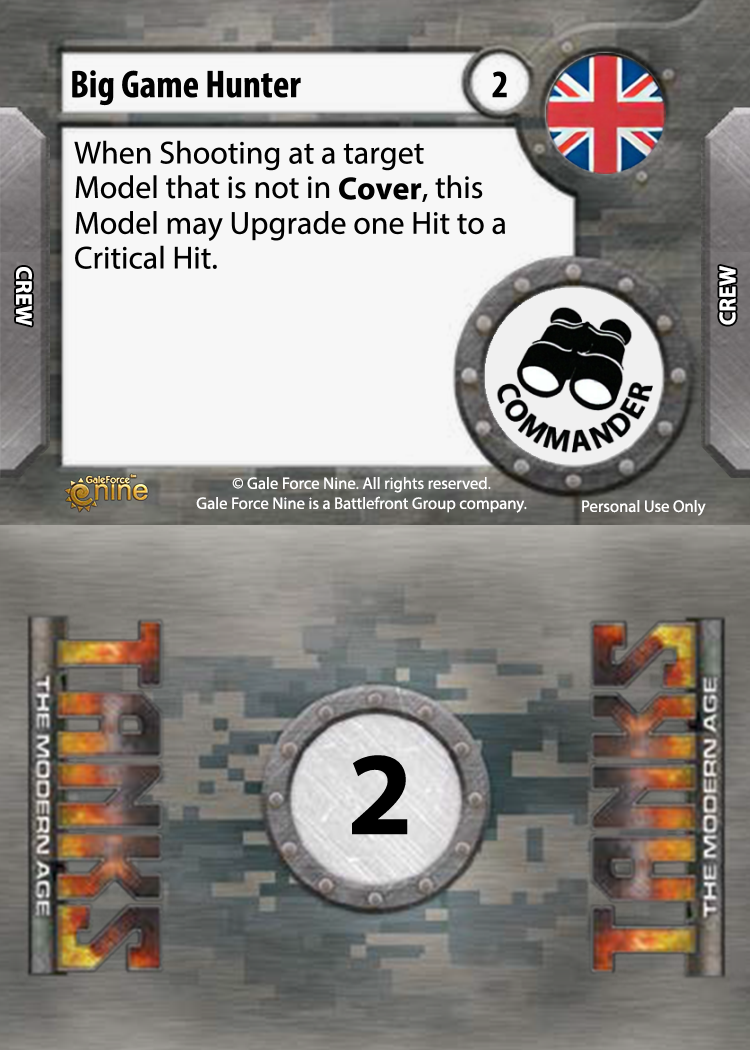 Big Game Hunter
2
When Shooting at a target
Model that is not in Cover, this
Model may Upgrade one Hit to a
Critical Hit.
CREW
CREW
COMMANDER
GaleForce™
nine
© Gale Force Nine. All rights reserved.
Gale Force Nine is a Battlefront Group company.
Personal Use Only
TANKS
THE MODERN AGE
2
TANKS
THE MODERN AGE